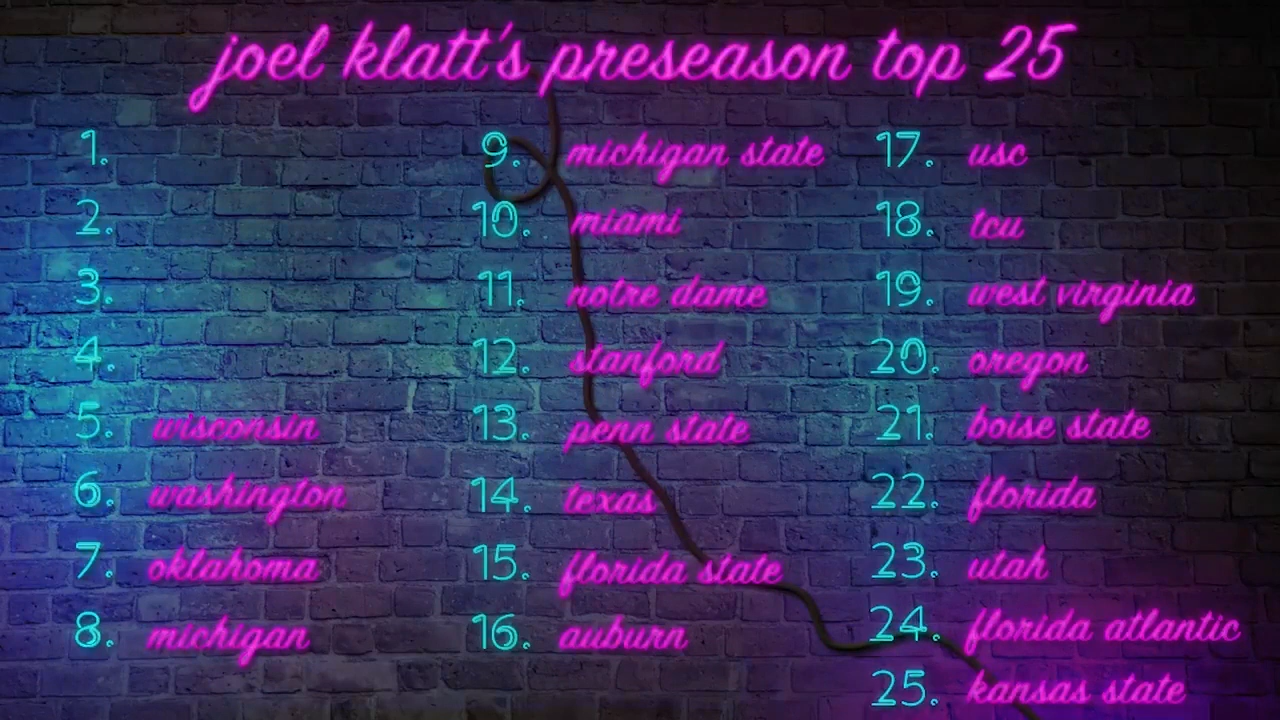 joel klatt's preseason top 25
1.
2.
3.
4.
5. wisconsin
6. washington
7. oklahoma
8. michigan
9. michigan state
10. miami
11. notre dame
12. stanford
13. penn state
14. texas
15. florida state
16. auburn
17. usc
18. tcu
19. west virginia
20. oregon
21. boise state
22. florida
23. utah
24. florida atlantic
25. kansas state